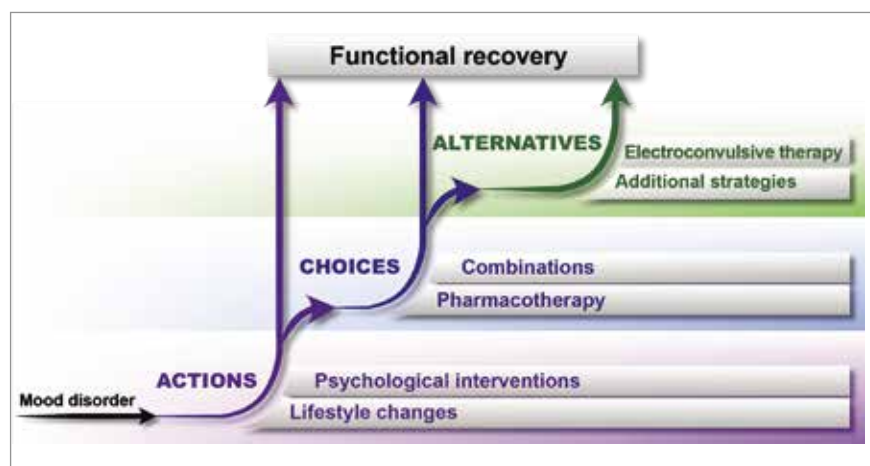 Functional recovery
ALTERNATIVES
Electroconvulsive therapy
Additional strategies
CHOICES
Combinations
Pharmacotherapy
ACTIONS
Psychological interventions
Mood disorder
Lifestyle changes